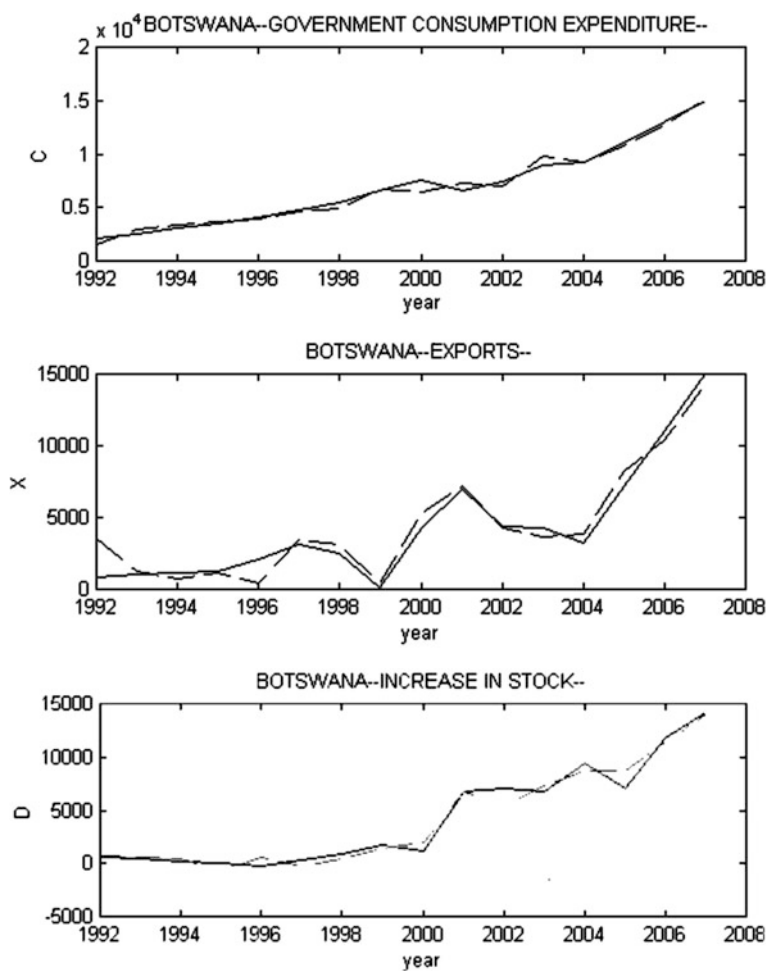 x 10^4 BOTSWANA--GOVERNMENT CONSUMPTION EXPENDITURE--
2
1.5
1
0.5
0
C
1992 1994 1996 1998 2000 2002 2004 2006 2008
year
BOTSWANA--EXPORTS--
15000
10000
5000
0
X
1992 1994 1996 1998 2000 2002 2004 2006 2008
year
BOTSWANA--INCREASE IN STOCK--
15000
10000
5000
0
-5000
D
1992 1994 1996 1998 2000 2002 2004 2006 2008
year